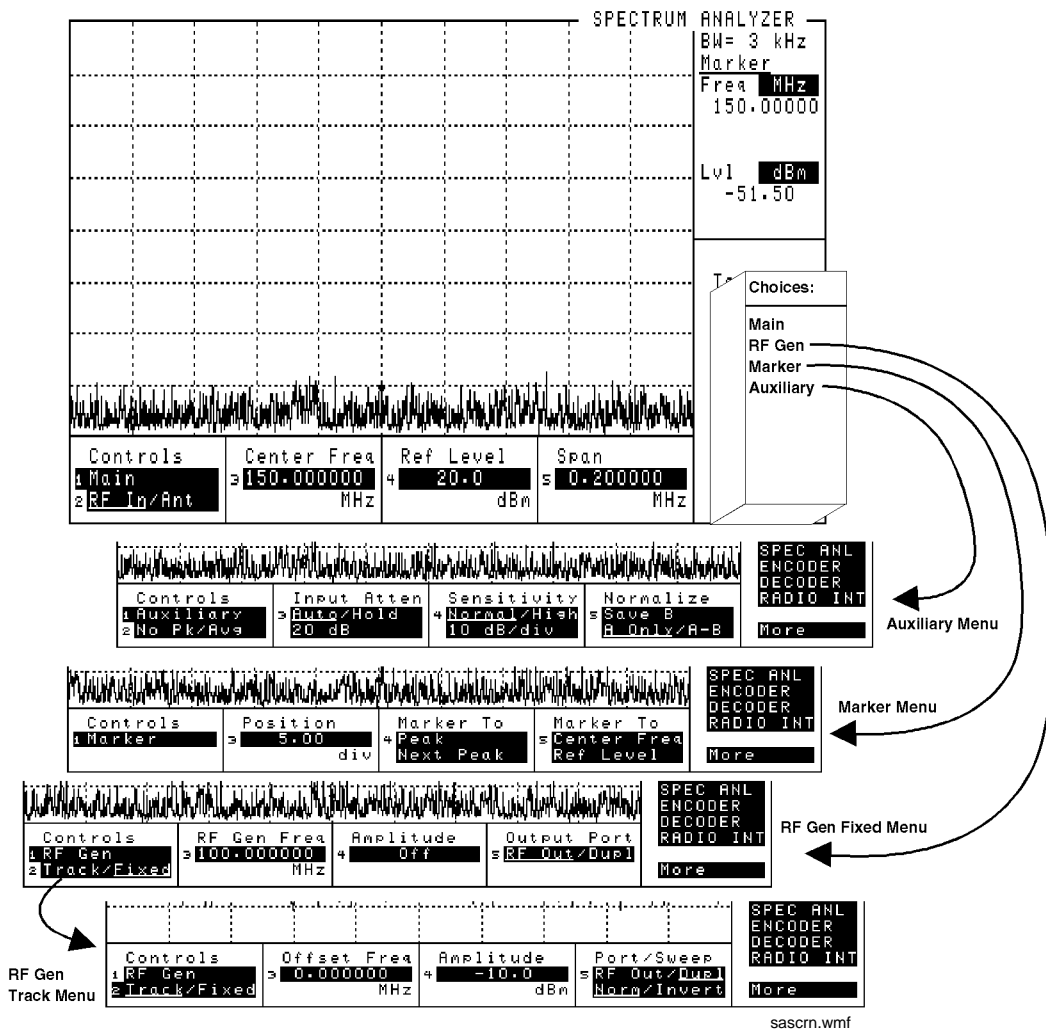 SPECTRUM ANALYZER
BW= 3 kHz
Marker
Freq MHz
150.00000
Lvl dBm
-51.50
Choices:
Main
RF Gen
Marker
Auxiliary
Controls
1 Main
2 RF In/Ant
Center Freq
3 150.000000
MHz
Ref Level
4 20.0
dBm
Span
5 0.200000
MHz
Controls
1 Auxiliary
2 No Pk/Avg
Input Atten
3 Auto/Hold
20 dB
Sensitivity
4 Normal/High
10 dB/div
Normalize
5 Save B
A Only/A-B
SPEC ANL
ENCODER
DECODER
RADIO INT
More
Auxiliary Menu
Controls
1 Marker
Position
3 5.00
div
Marker To
4 Peak
Next Peak
Marker To
5 Center Freq
Ref Level
SPEC ANL
ENCODER
DECODER
RADIO INT
More
Marker Menu
Controls
1 RF Gen
2 Track/Fixed
RF Gen Freq
3 100.000000
MHz
Amplitude
4 Off
Output Port
5 RF Out/Dupl
SPEC ANL
ENCODER
DECODER
RADIO INT
More
RF Gen Fixed Menu
RF Gen
Track Menu
Controls
1 RF Gen
2 Track/Fixed
Offset Freq
3 0.000000
MHz
Amplitude
4 -10.0
dBm
Port/Sweep
5 RF Out/Dupl
Norm/Invert
SPEC ANL
ENCODER
DECODER
RADIO INT
More
sascrn.wmf